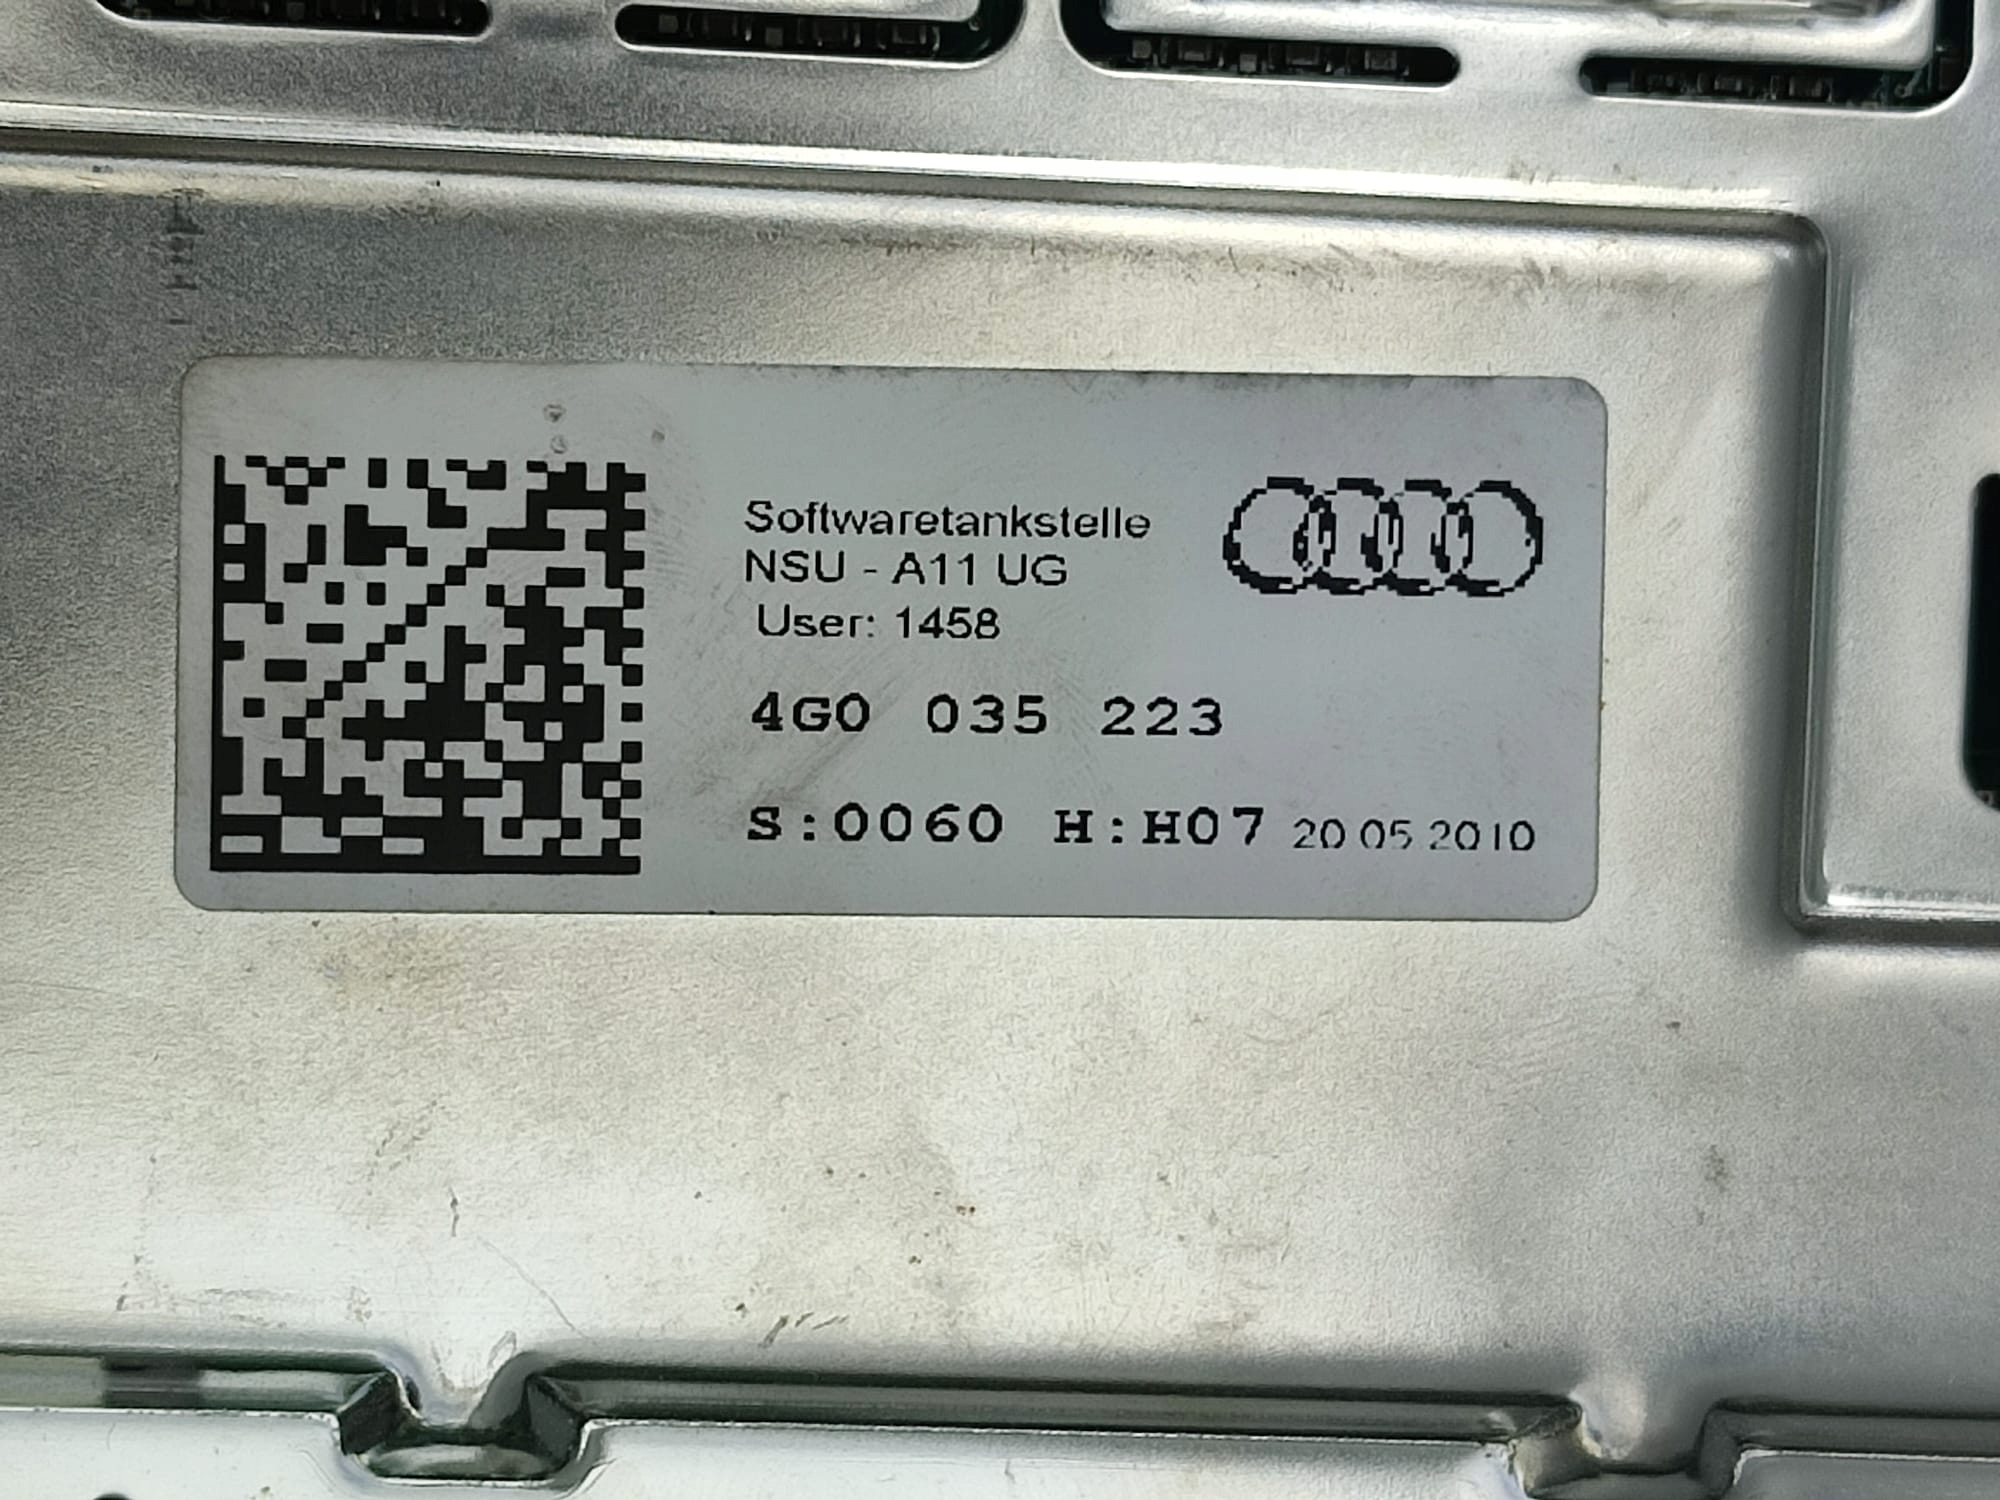 Softwaretankstelle
NSU - A11 UG
User: 1458
4G0 035 223
S:0060 H:H07 20 05 2010